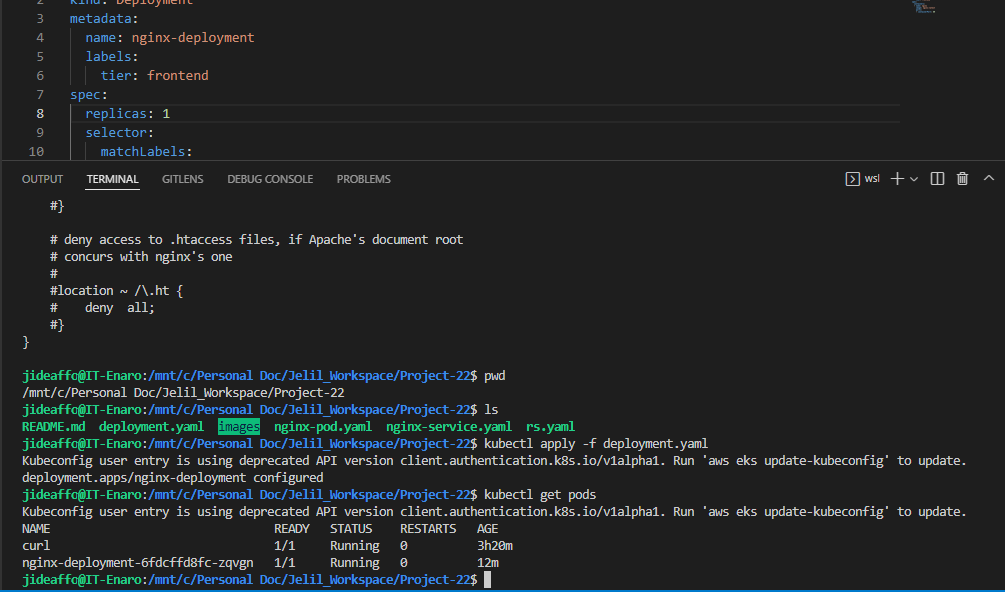 2 kind: Deployment
3 metadata:
4 name: nginx-deployment
5 labels:
6 tier: frontend
7 spec:
8 replicas: 1
9 selector:
10 matchLabels:
OUTPUT TERMINAL GITLENS DEBUG CONSOLE PROBLEMS wsl
#}
# deny access to .htaccess files, if Apache's document root
# concurs with nginx's one
#
#location ~ /\.ht {
# deny all;
#}
}
jideaffo@IT-Enaro:/mnt/c/Personal Doc/Jelil_Workspace/Project-22$ pwd
/mnt/c/Personal Doc/Jelil_Workspace/Project-22
jideaffo@IT-Enaro:/mnt/c/Personal Doc/Jelil_Workspace/Project-22$ ls
README.md deployment.yaml images nginx-pod.yaml nginx-service.yaml rs.yaml
jideaffo@IT-Enaro:/mnt/c/Personal Doc/Jelil_Workspace/Project-22$ kubectl apply -f deployment.yaml
Kubeconfig user entry is using deprecated API version client.authentication.k8s.io/v1alpha1. Run 'aws eks update-kubeconfig' to update.
deployment.apps/nginx-deployment configured
jideaffo@IT-Enaro:/mnt/c/Personal Doc/Jelil_Workspace/Project-22$ kubectl get pods
Kubeconfig user entry is using deprecated API version client.authentication.k8s.io/v1alpha1. Run 'aws eks update-kubeconfig' to update.
NAME READY STATUS RESTARTS AGE
curl 1/1 Running 0 3h20m
nginx-deployment-6fdcffd8fc-zqvgn 1/1 Running 0 12m
jideaffo@IT-Enaro:/mnt/c/Personal Doc/Jelil_Workspace/Project-22$